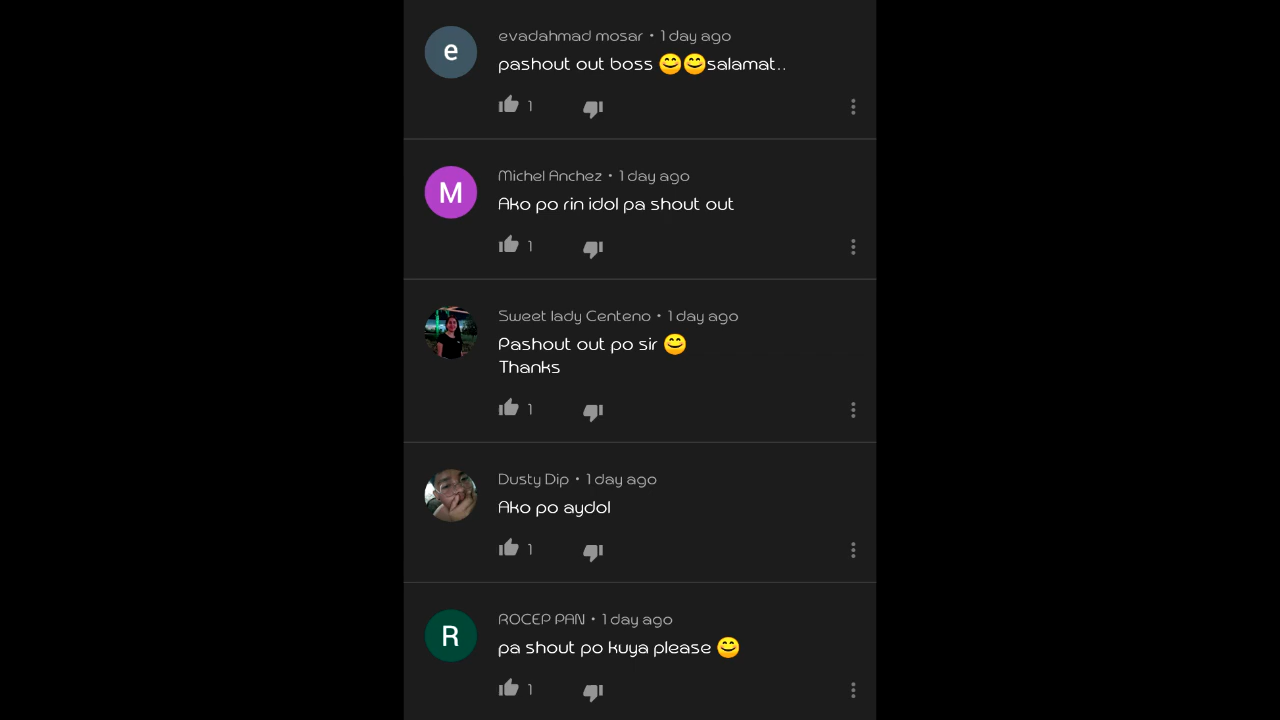 e
evadahmad mosar • 1 day ago
pashout out boss 😊😊salamat..
1
M
Michel Anchez • 1 day ago
Ako po rin idol pa shout out
1
Sweet lady Centeno • 1 day ago
Pashout out po sir 😊
Thanks
1
Dusty Dip • 1 day ago
Ako po aydol
1
R
ROCEP PAN • 1 day ago
pa shout po kuya please 😊
1